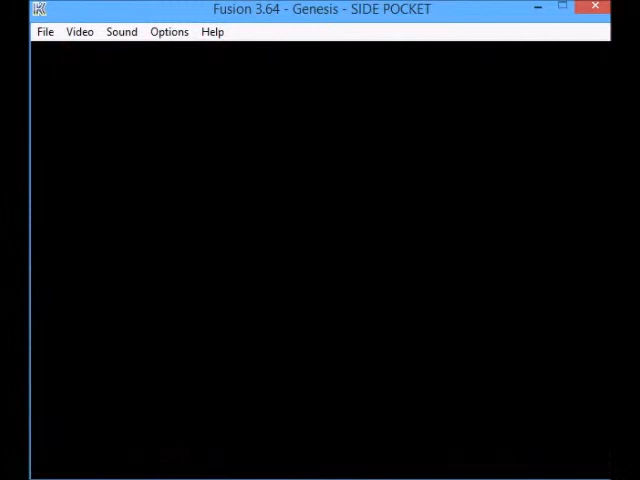 Fusion 3.64 - Genesis - SIDE POCKET
File Video Sound Options Help